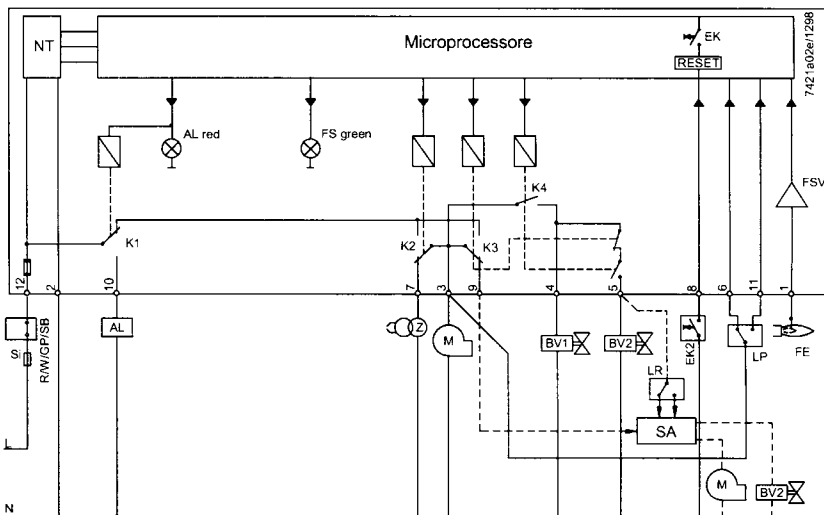 NT
Microprocessore
EK
RESET
7421a02e/1298
AL red
FS green
FSV
K4
K1
K2
K3
12
2
10
7
3
9
4
5
8
6
11
1
Si
R/W/GP/SB
AL
Z
M
BV1
BV2
EK2
LP
FE
LR
SA
L
M
BV2
N